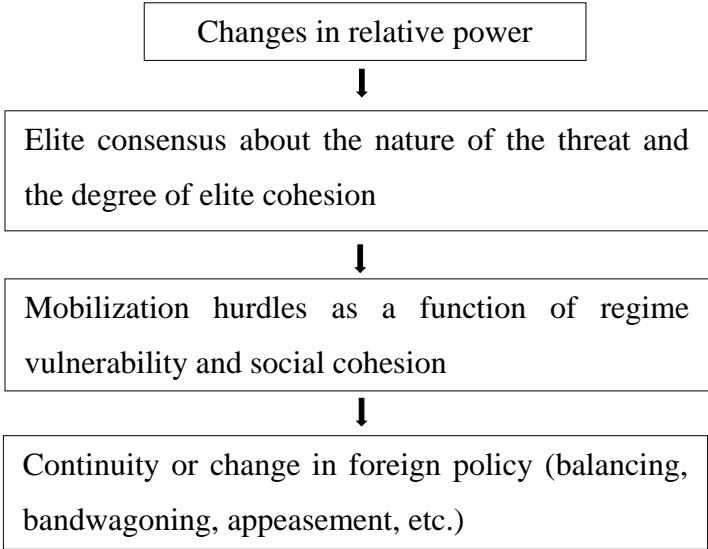 Changes in relative power
Elite consensus about the nature of the threat and
the degree of elite cohesion
Mobilization hurdles as a function of regime
vulnerability and social cohesion
Continuity or change in foreign policy (balancing,
bandwagoning, appeasement, etc.)